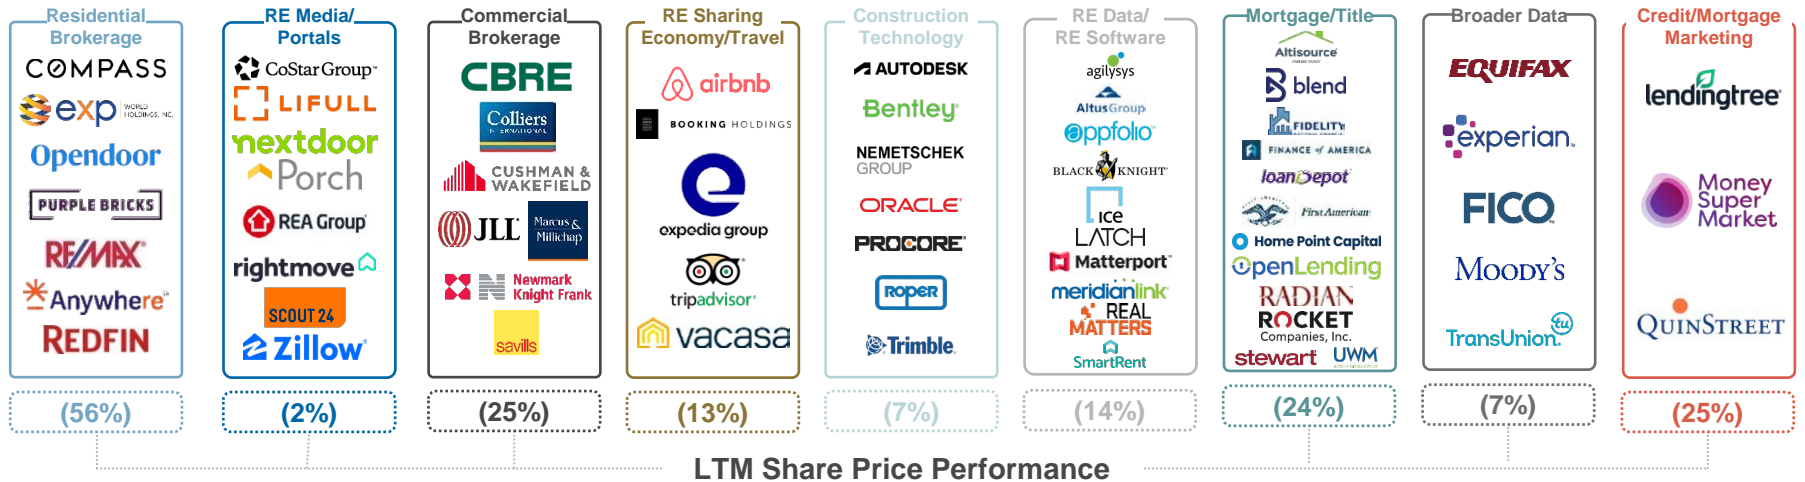 Residential
Brokerage
COMPASS
exp WORLD HOLDINGS, INC.
Opendoor
PURPLE BRICKS
RE/MAX
Anywhere
REDFIN
(56%)
RE Media/
Portals
CoStar Group™
LIFULL
nextdoor
Porch
REA Group
rightmove
SCOUT 24
Zillow
(2%)
Commercial
Brokerage
CBRE
Colliers
INTERNATIONAL
CUSHMAN &
WAKEFIELD
JLL
Marcus &
Millichap
Newmark
Knight Frank
savills
(25%)
RE Sharing
Economy/Travel
airbnb
BOOKING HOLDINGS
expedia group
tripadvisor
VACASA
(13%)
Construction
Technology
AUTODESK
Bentley
NEMETSCHEK
GROUP
ORACLE
PROCORE
ROPER
Trimble
(7%)
RE Data/
RE Software
agilysys
AltusGroup
appfolio
BLACK KNIGHT
ice
LATCH
Matterport™
meridianlink
REAL
MATTERS
SmartRent
(14%)
Mortgage/Title
Altisource
blend
FIDELITY
FINANCE of AMERICA
loanDepot
First American
Home Point Capital
OpenLending
RADIAN
ROCKET
Companies, Inc.
stewart UWM
(24%)
Broader Data
EQUIFAX
experian™
FICO
MOODY'S
TransUnion tu
(7%)
Credit/Mortgage
Marketing
lendingtree
Money
Super
Market
QUINSTREET
(25%)
LTM Share Price Performance